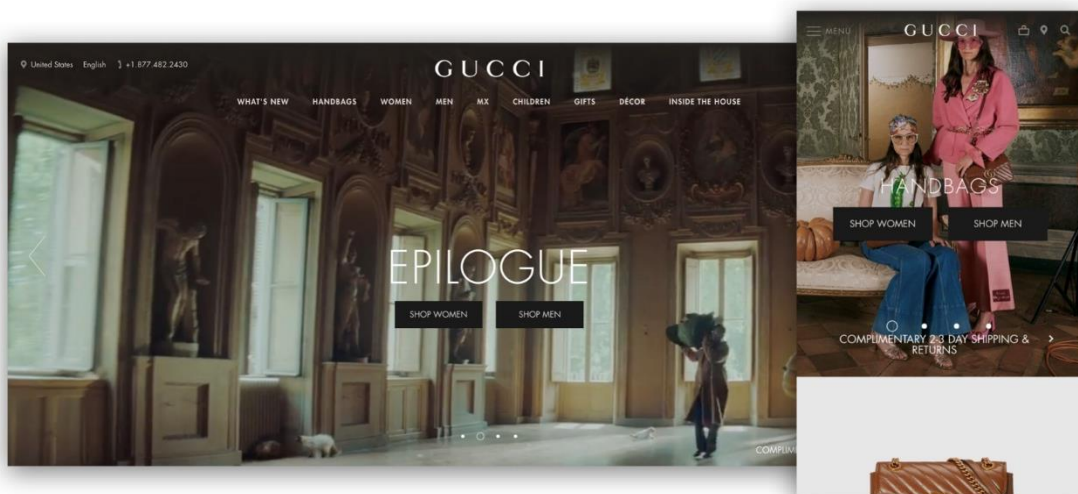 United States English +1.877.482.2430
GUCCI
WHAT'S NEW HANDBAGS WOMEN MEN MX CHILDREN GIFTS DÉCOR INSIDE THE HOUSE
EPILOGUE
SHOP WOMEN SHOP MEN
COMPLIM
MENU GUCCI
HANDBAGS
SHOP WOMEN SHOP MEN
COMPLIMENTARY 2-3 DAY SHIPPING &
RETURNS